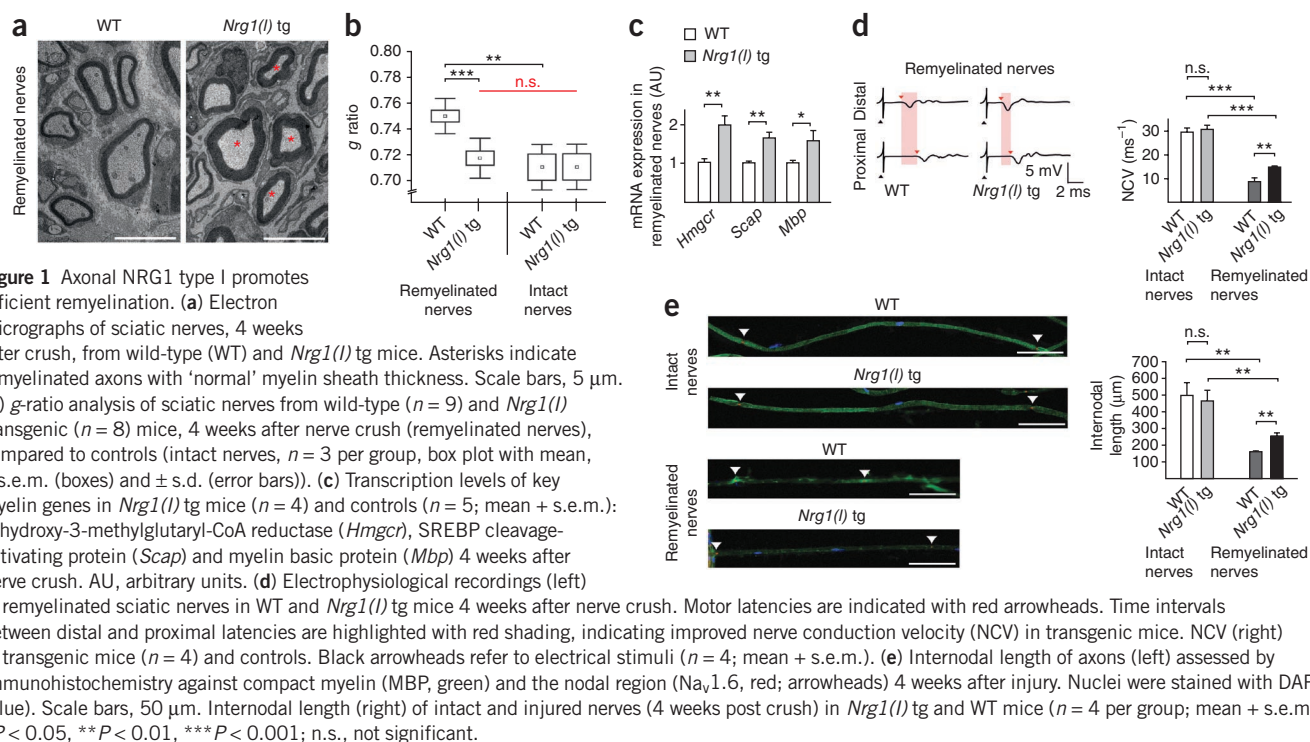 a
WT
Nrg1(I) tg
Remyelinated nerves
b
g ratio
0.80
0.78
0.76
0.74
0.72
0.70
**
***
n.s.
WT
Nrg1(I) tg
WT
Nrg1(I) tg
Remyelinated nerves
Intact nerves
c
WT
Nrg1(I) tg
mRNA expression in
remyelinated nerves (AU)
2
1
**
**
*
Hmgcr
Scap
Mbp
d
Remyelinated nerves
Proximal Distal
WT
Nrg1(I) tg
5 mV
2 ms
n.s.
***
***
**
NCV (ms⁻¹)
30
20
10
WT
Nrg1(I) tg
WT
Nrg1(I) tg
Intact nerves
Remyelinated nerves
e
WT
Intact nerves
Nrg1(I) tg
WT
Remyelinated nerves
Nrg1(I) tg
n.s.
**
**
**
Internodal
length (µm)
700
600
500
400
300
200
100
WT
Nrg1(I) tg
WT
Nrg1(I) tg
Intact nerves
Remyelinated nerves
gure 1 Axonal NRG1 type I promotes
ficient remyelination. (a) Electron
icrographs of sciatic nerves, 4 weeks
ter crush, from wild-type (WT) and Nrg1(I) tg mice. Asterisks indicate
myelinated axons with ‘normal’ myelin sheath thickness. Scale bars, 5 µm.
) g-ratio analysis of sciatic nerves from wild-type (n = 9) and Nrg1(I)
ansgenic (n = 8) mice, 4 weeks after nerve crush (remyelinated nerves),
mpared to controls (intact nerves, n = 3 per group, box plot with mean,
s.e.m. (boxes) and ± s.d. (error bars)). (c) Transcription levels of key
yelin genes in Nrg1(I) tg mice (n = 4) and controls (n = 5; mean + s.e.m.):
hydroxy-3-methylglutaryl-CoA reductase (Hmgcr), SREBP cleavage-
tivating protein (Scap) and myelin basic protein (Mbp) 4 weeks after
erve crush. AU, arbitrary units. (d) Electrophysiological recordings (left)
remyelinated sciatic nerves in WT and Nrg1(I) tg mice 4 weeks after nerve crush. Motor latencies are indicated with red arrowheads. Time intervals
etween distal and proximal latencies are highlighted with red shading, indicating improved nerve conduction velocity (NCV) in transgenic mice. NCV (right)
transgenic mice (n = 4) and controls. Black arrowheads refer to electrical stimuli (n = 4; mean + s.e.m.). (e) Internodal length of axons (left) assessed by
munohistochemistry against compact myelin (MBP, green) and the nodal region (Naᵥ1.6, red; arrowheads) 4 weeks after injury. Nuclei were stained with DAP
lue). Scale bars, 50 µm. Internodal length (right) of intact and injured nerves (4 weeks post crush) in Nrg1(I) tg and WT mice (n = 4 per group; mean + s.e.m
P < 0.05, **P < 0.01, ***P < 0.001; n.s., not significant.